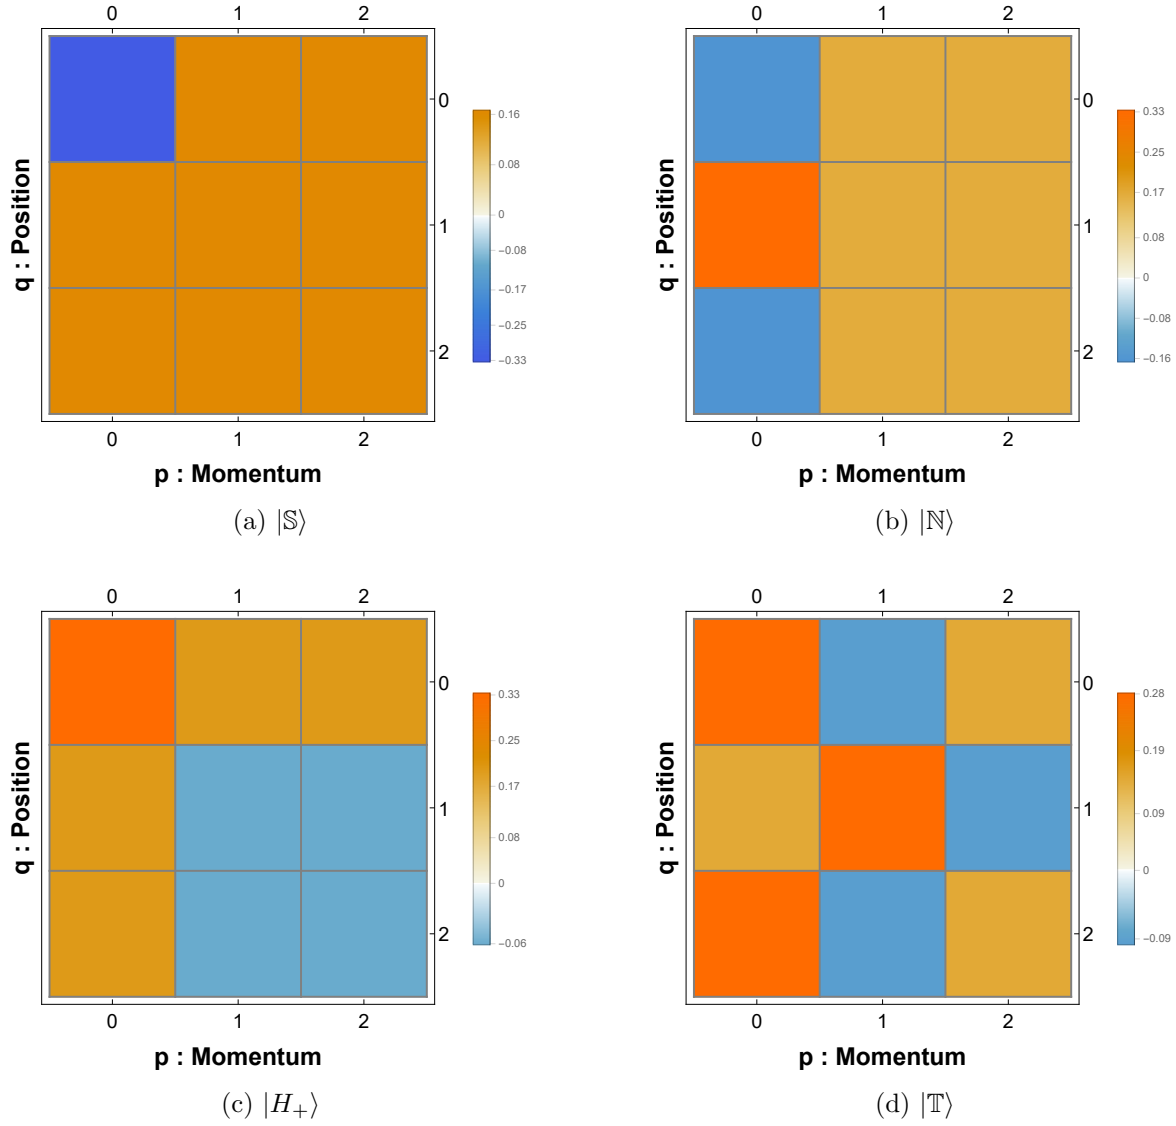 0 1 2
0
1
2
q : Position
0 1 2
p : Momentum
0.16
0.08
0
−0.08
−0.17
−0.25
−0.33
(a) |𝕊⟩
0 1 2
0
1
2
q : Position
0 1 2
p : Momentum
0.33
0.25
0.17
0.08
0
−0.08
−0.16
(b) |ℕ⟩
0 1 2
0
1
2
q : Position
0 1 2
p : Momentum
0.33
0.25
0.17
0.08
0
−0.06
(c) |H₊⟩
0 1 2
0
1
2
q : Position
0 1 2
p : Momentum
0.28
0.19
0.09
0
−0.09
(d) |𝕋⟩